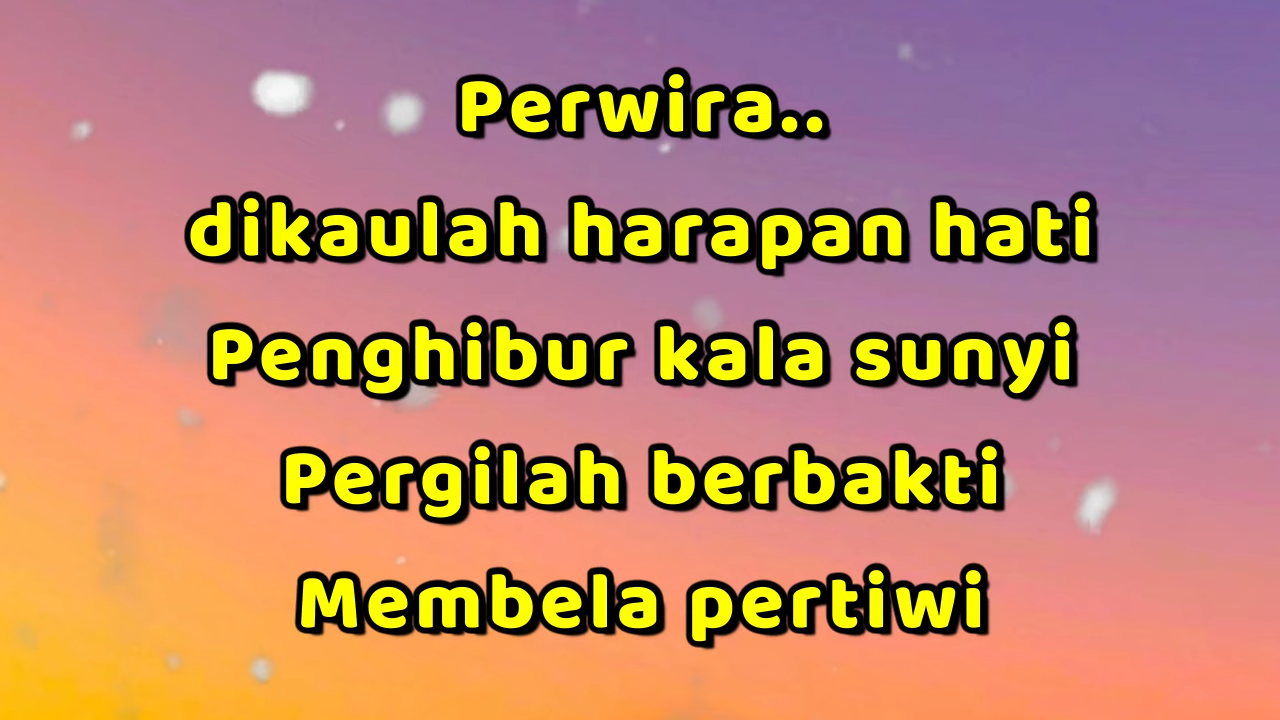 Perwira..
dikaulah harapan hati
Penghibur kala sunyi
Pergilah berbakti
Membela pertiwi